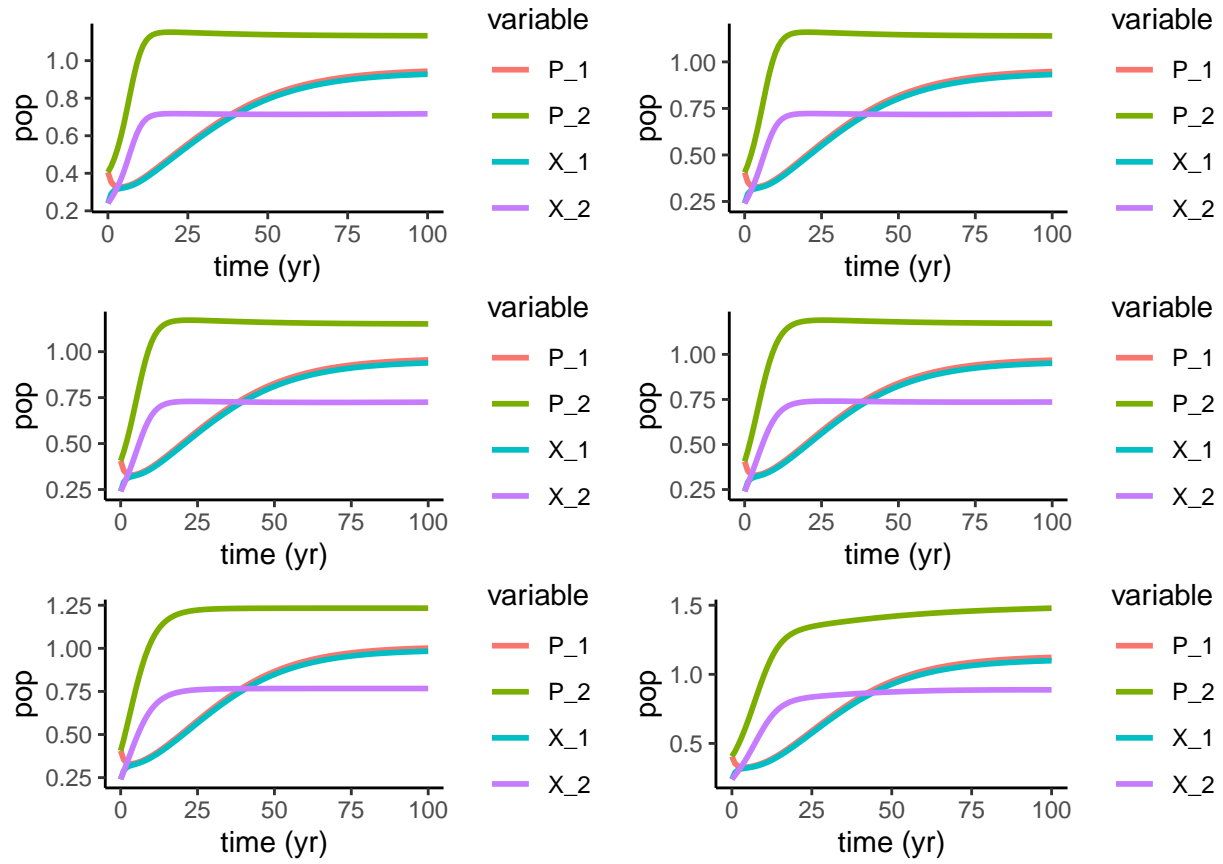 variable
1.0
0.8
0.6
0.4
0.2
pop
0 25 50 75 100
time (yr)
P_1
P_2
X_1
X_2
variable
1.00
0.75
0.50
0.25
pop
0 25 50 75 100
time (yr)
P_1
P_2
X_1
X_2
variable
1.00
0.75
0.50
0.25
pop
0 25 50 75 100
time (yr)
P_1
P_2
X_1
X_2
variable
1.00
0.75
0.50
0.25
pop
0 25 50 75 100
time (yr)
P_1
P_2
X_1
X_2
variable
1.25
1.00
0.75
0.50
0.25
pop
0 25 50 75 100
time (yr)
P_1
P_2
X_1
X_2
variable
1.5
1.0
0.5
pop
0 25 50 75 100
time (yr)
P_1
P_2
X_1
X_2